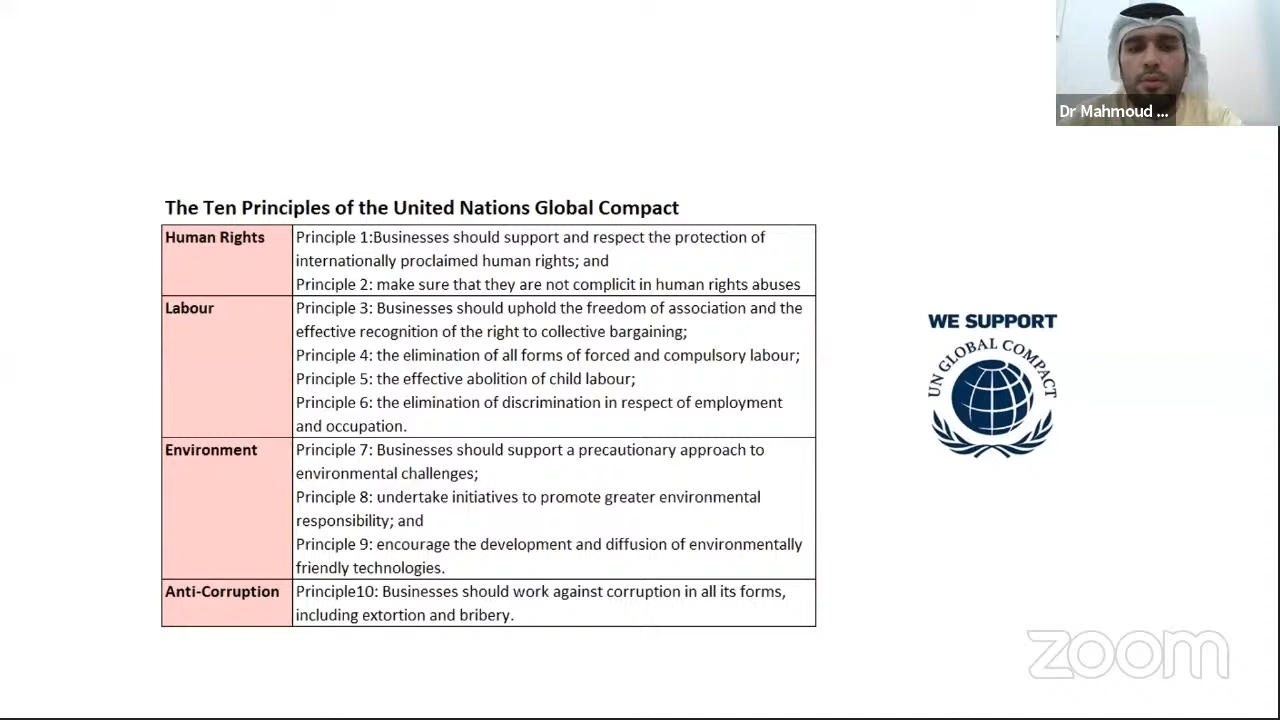 Dr Mahmoud ...
The Ten Principles of the United Nations Global Compact
Human Rights
Principle 1:Businesses should support and respect the protection of
internationally proclaimed human rights; and
Principle 2: make sure that they are not complicit in human rights abuses
Labour
Principle 3: Businesses should uphold the freedom of association and the
effective recognition of the right to collective bargaining;
Principle 4: the elimination of all forms of forced and compulsory labour;
Principle 5: the effective abolition of child labour;
Principle 6: the elimination of discrimination in respect of employment
and occupation.
Environment
Principle 7: Businesses should support a precautionary approach to
environmental challenges;
Principle 8: undertake initiatives to promote greater environmental
responsibility; and
Principle 9: encourage the development and diffusion of environmentally
friendly technologies.
Anti-Corruption
Principle10: Businesses should work against corruption in all its forms,
including extortion and bribery.
WE SUPPORT
UN GLOBAL COMPACT
zoom